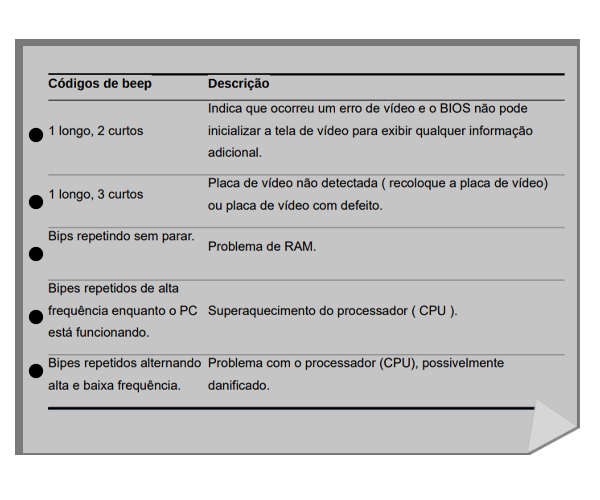 Códigos de beep Descrição
Indica que ocorreu um erro de vídeo e o BIOS não pode
1 longo, 2 curtos inicializar a tela de vídeo para exibir qualquer informação
adicional.
1 longo, 3 curtos Placa de vídeo não detectada ( recoloque a placa de vídeo)
ou placa de vídeo com defeito.
Bips repetindo sem parar. Problema de RAM.
Bipes repetidos de alta
frequência enquanto o PC Superaquecimento do processador ( CPU ).
está funcionando.
Bipes repetidos alternando Problema com o processador (CPU), possivelmente
alta e baixa frequência. danificado.